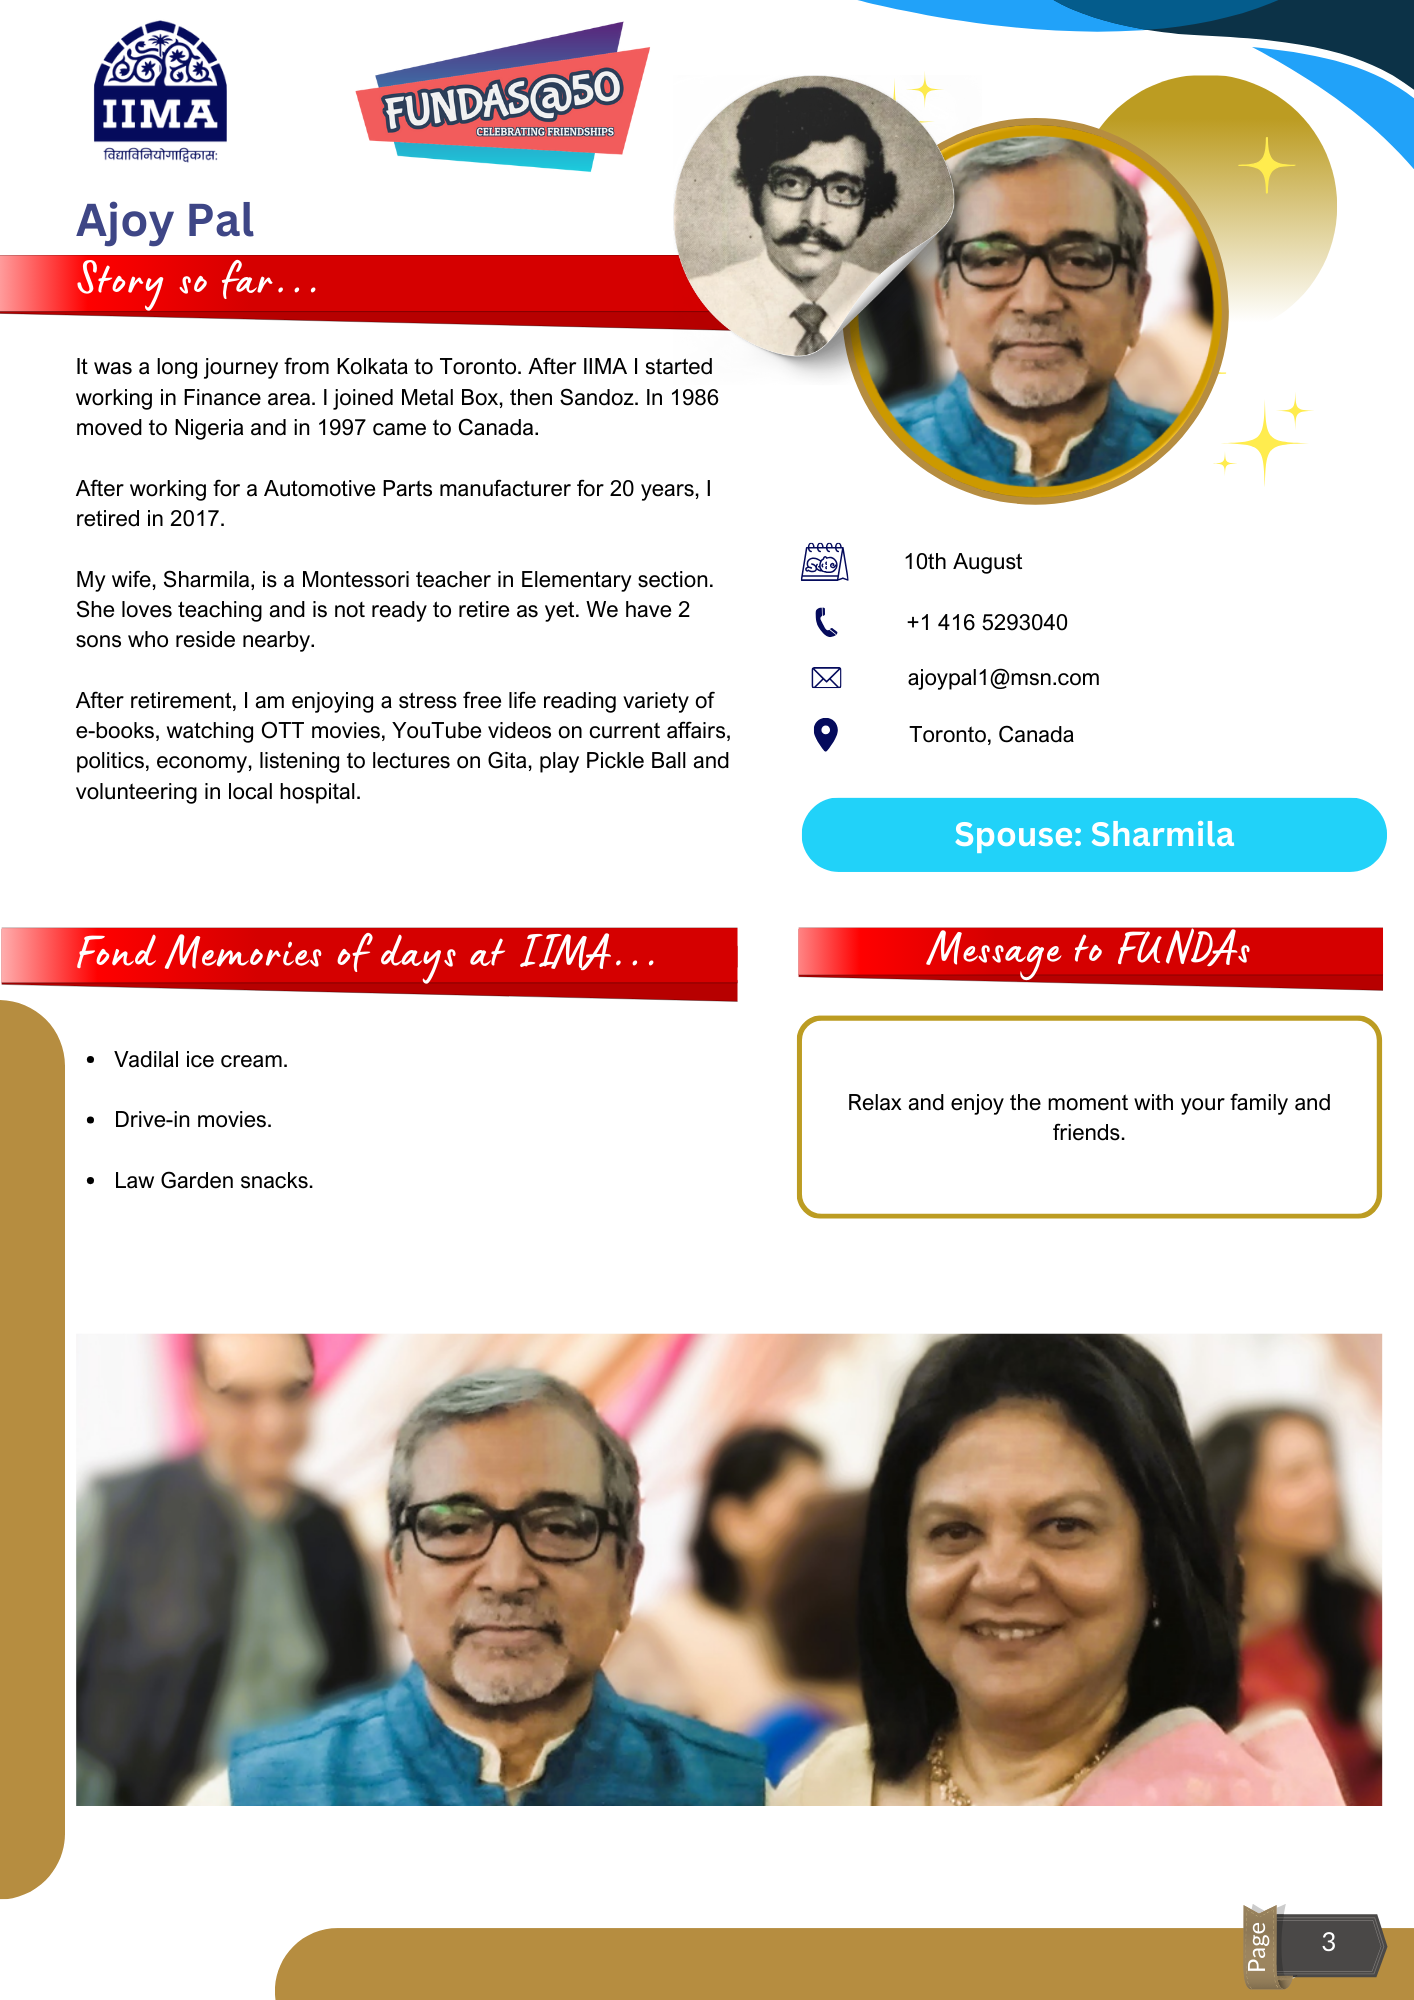 IIMA
विद्याविनियोगाद्विकास:
FUNDAS@50
CELEBRATING FRIENDSHIPS
Ajoy Pal
Story so far...
It was a long journey from Kolkata to Toronto. After IIMA I started
working in Finance area. I joined Metal Box, then Sandoz. In 1986
moved to Nigeria and in 1997 came to Canada.
After working for a Automotive Parts manufacturer for 20 years, I
retired in 2017.
My wife, Sharmila, is a Montessori teacher in Elementary section.
She loves teaching and is not ready to retire as yet. We have 2
sons who reside nearby.
After retirement, I am enjoying a stress free life reading variety of
e-books, watching OTT movies, YouTube videos on current affairs,
politics, economy, listening to lectures on Gita, play Pickle Ball and
volunteering in local hospital.
10th August
+1 416 5293040
ajoypal1@msn.com
Toronto, Canada
Spouse: Sharmila
Fond Memories of days at IIMA...
• Vadilal ice cream.
• Drive-in movies.
• Law Garden snacks.
Message to FUNDAs
Relax and enjoy the moment with your family and
friends.
Page
3